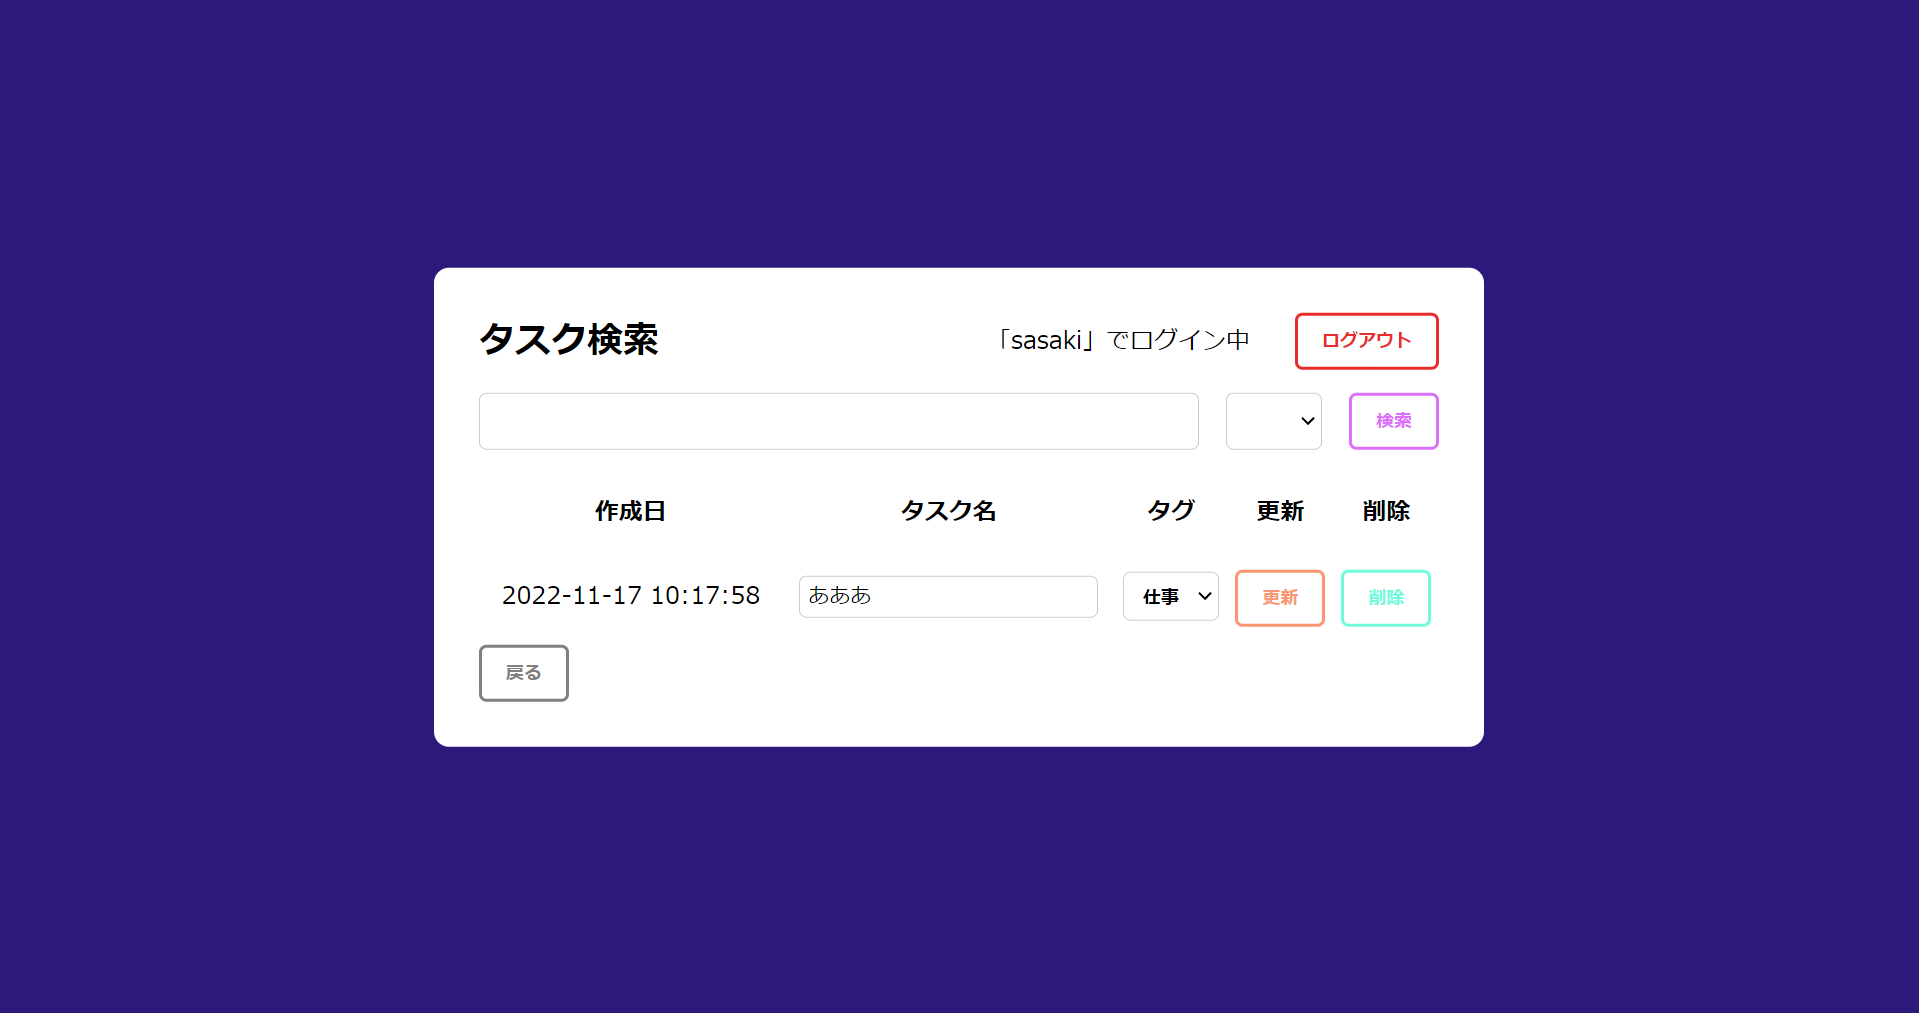 タスク検索 「sasaki」でログイン中 ログアウト
検索
作成日 タスク名 タグ 更新 削除
2022-11-17 10:17:58 あああ 仕事 更新 削除
戻る